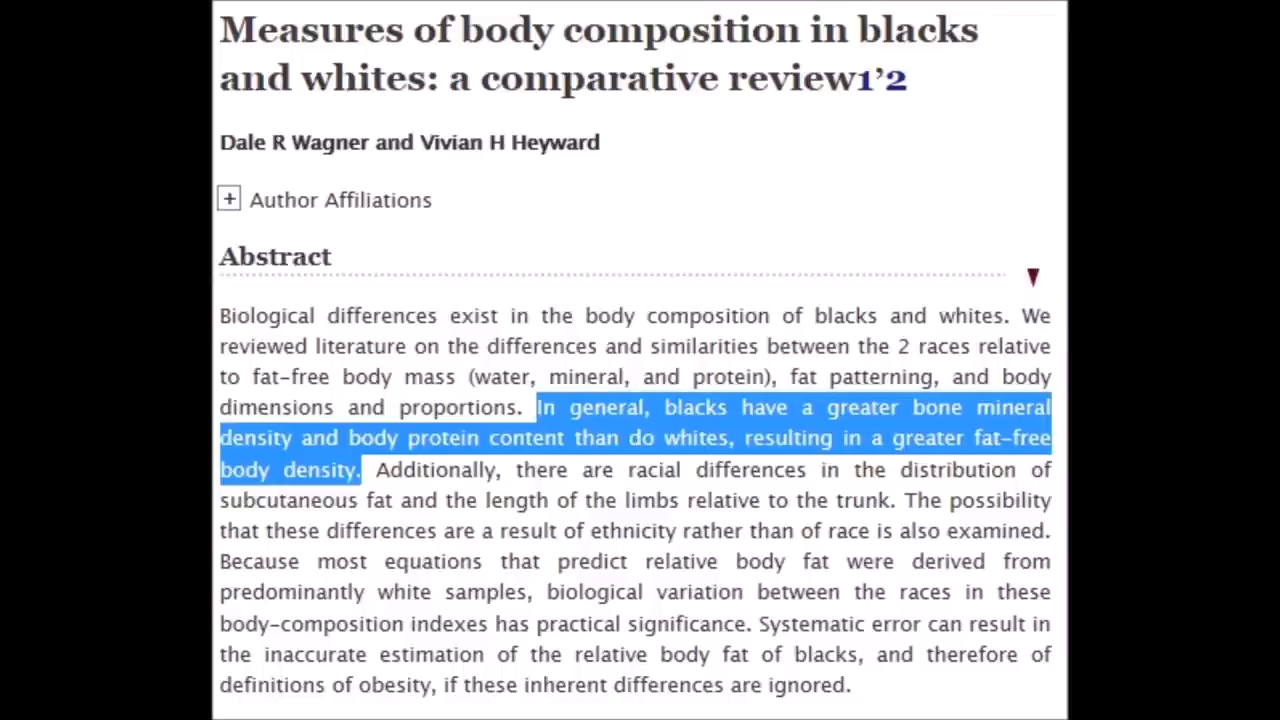 Measures of body composition in blacks
and whites: a comparative review1,2
Dale R Wagner and Vivian H Heyward
+ Author Affiliations
Abstract
Biological differences exist in the body composition of blacks and whites. We
reviewed literature on the differences and similarities between the 2 races relative
to fat-free body mass (water, mineral, and protein), fat patterning, and body
dimensions and proportions. In general, blacks have a greater bone mineral
density and body protein content than do whites, resulting in a greater fat-free
body density. Additionally, there are racial differences in the distribution of
subcutaneous fat and the length of the limbs relative to the trunk. The possibility
that these differences are a result of ethnicity rather than of race is also examined.
Because most equations that predict relative body fat were derived from
predominantly white samples, biological variation between the races in these
body-composition indexes has practical significance. Systematic error can result in
the inaccurate estimation of the relative body fat of blacks, and therefore of
definitions of obesity, if these inherent differences are ignored.